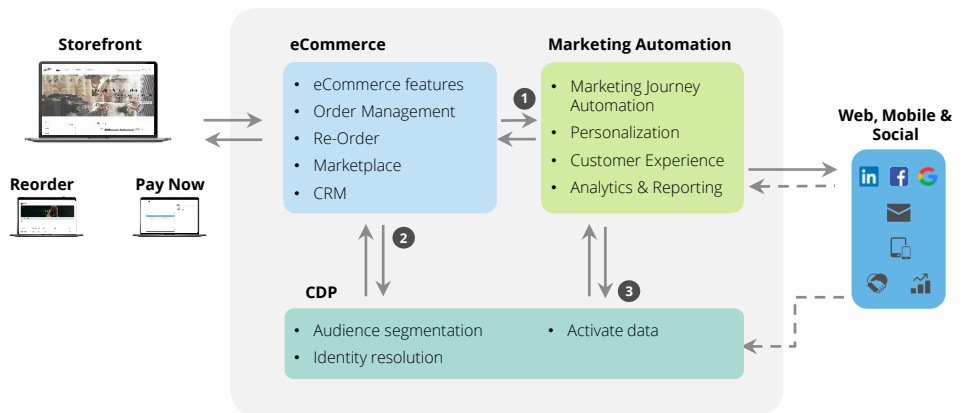 Storefront
eCommerce
Marketing Automation
• eCommerce features
• Order Management
• Re-Order
• Marketplace
• CRM
1
• Marketing Journey
Automation
• Personalization
• Customer Experience
• Analytics & Reporting
Web, Mobile &
Social
in
f
G
Reorder
Pay Now
2
3
CDP
• Audience segmentation
• Identity resolution
• Activate data